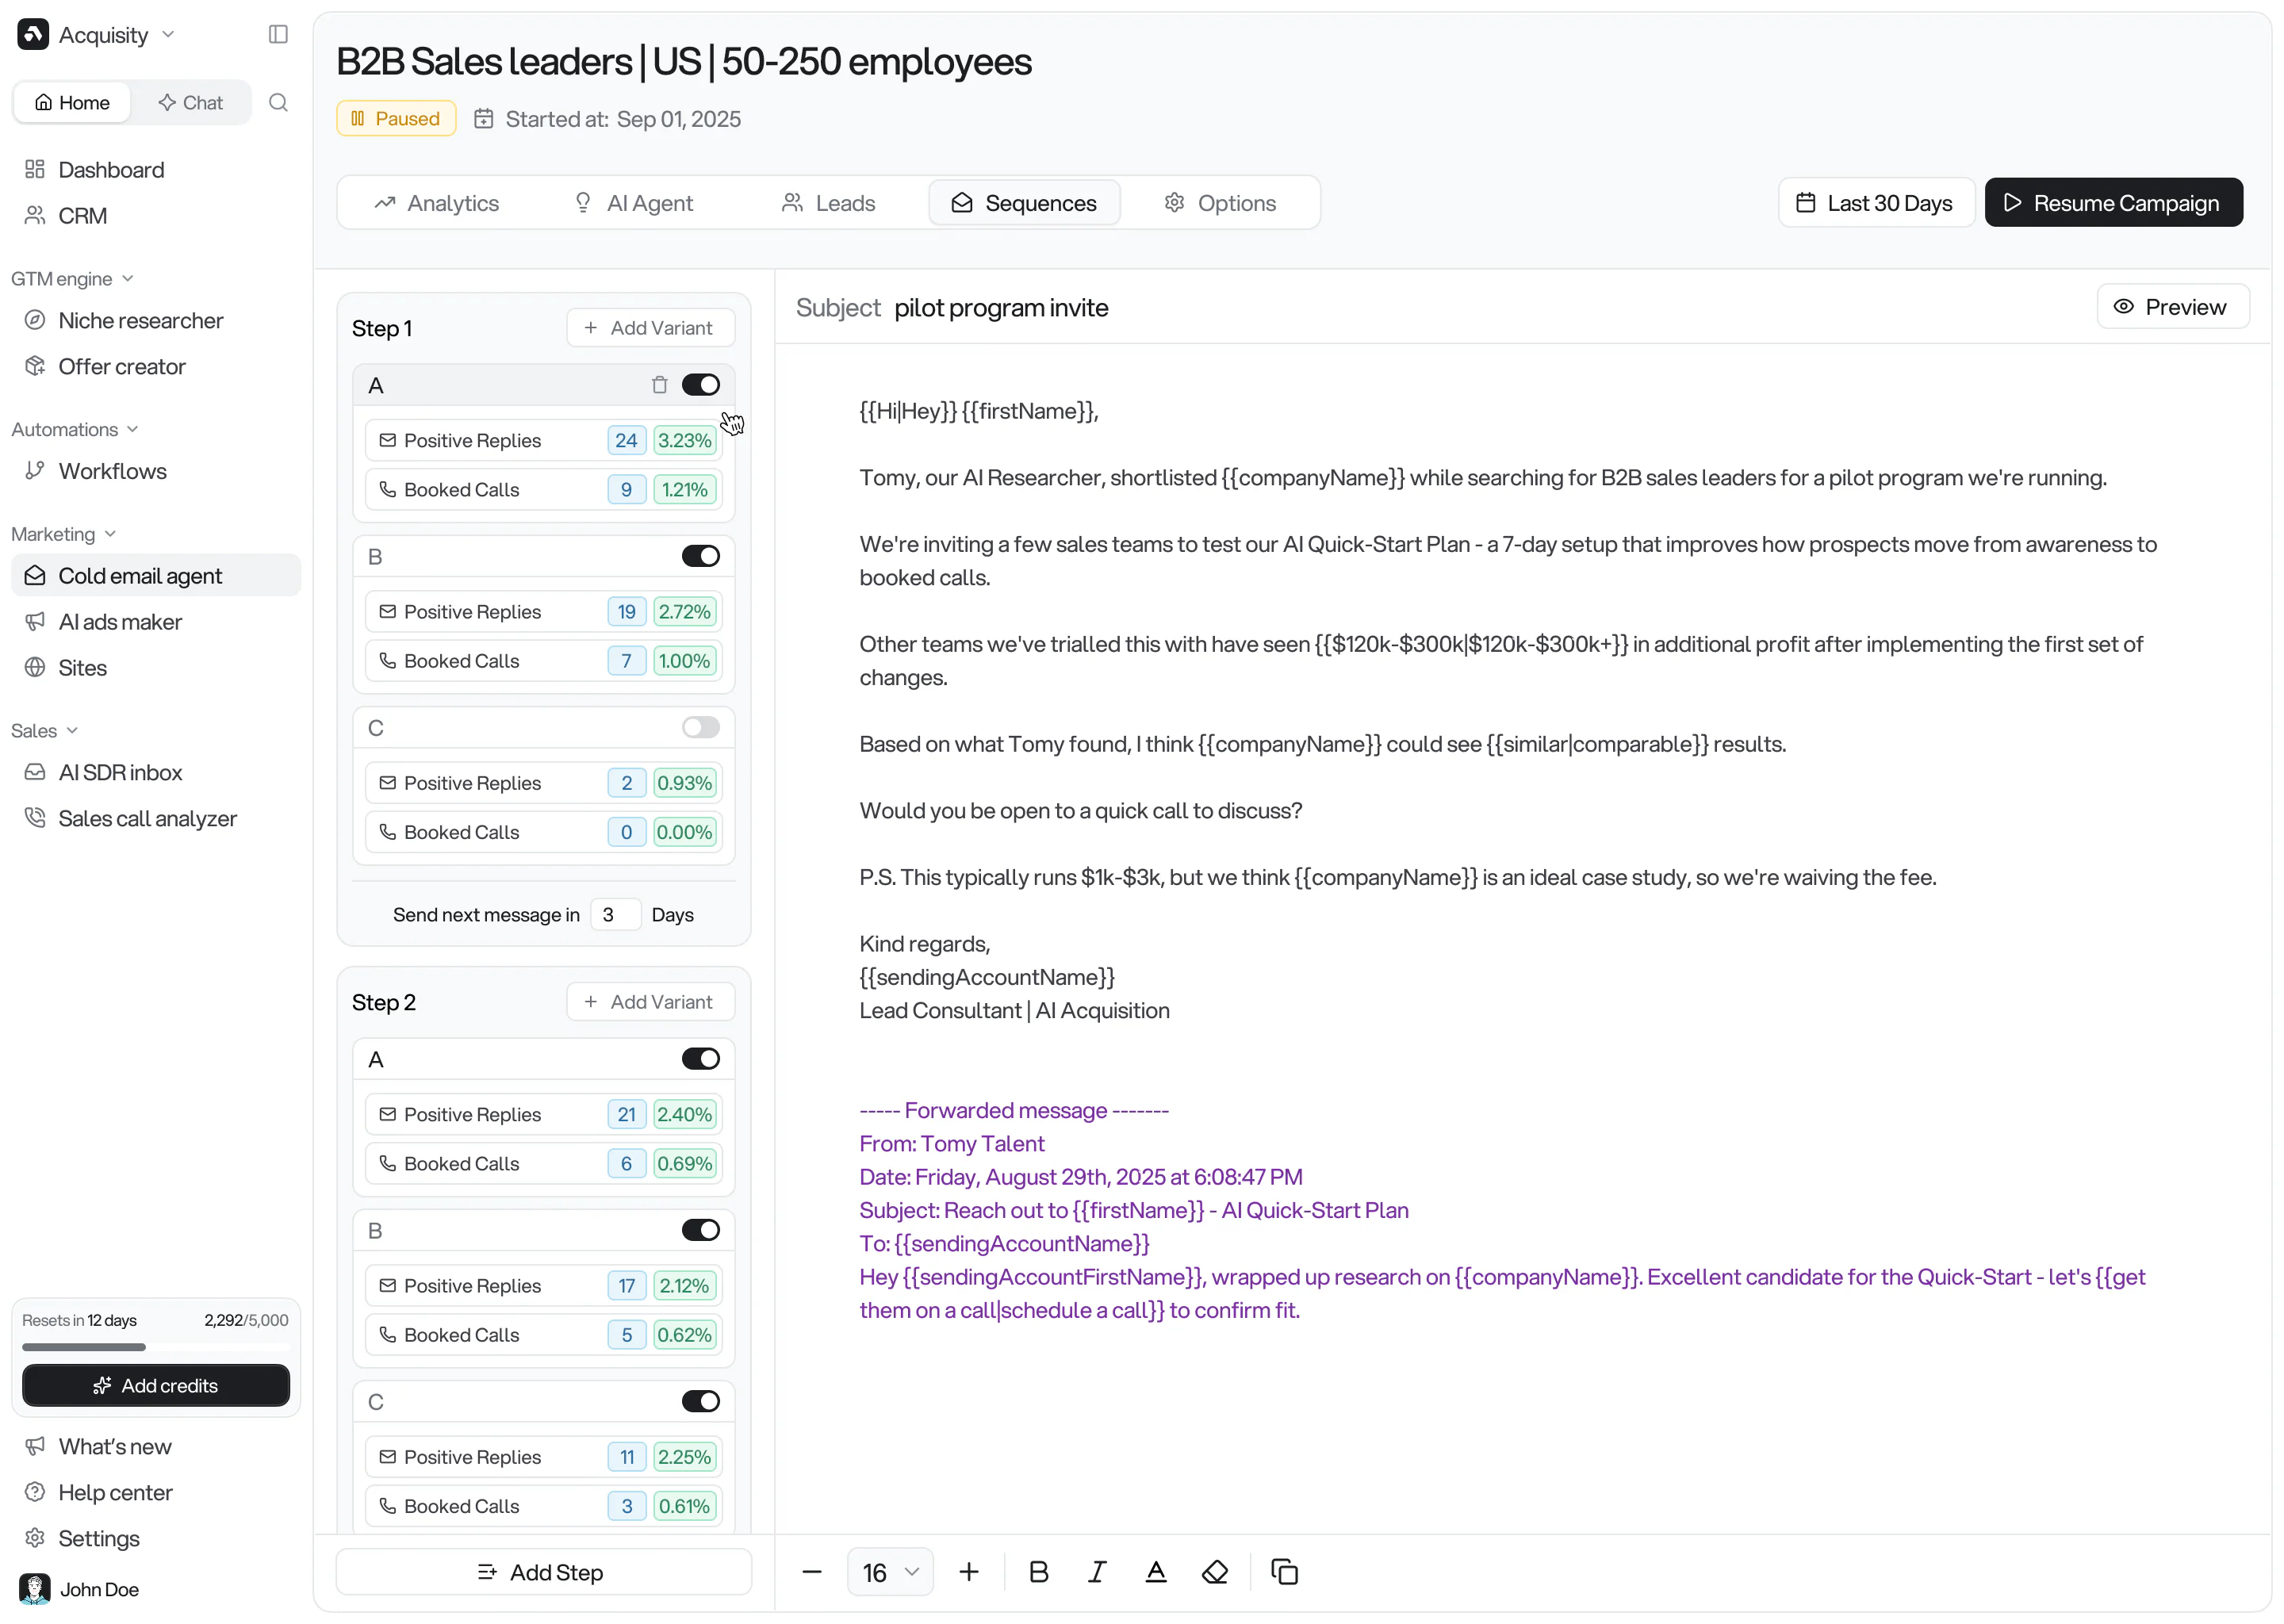 Acquisity
Home
Chat
Dashboard
CRM
GTM engine
Niche researcher
Offer creator
Automations
Workflows
Marketing
Cold email agent
AI ads maker
Sites
Sales
AI SDR inbox
Sales call analyzer
Resets in 12 days 2,292/5,000
Add credits
What's new
Help center
Settings
John Doe
B2B Sales leaders | US | 50-250 employees
Paused
Started at: Sep 01, 2025
Analytics
AI Agent
Leads
Sequences
Options
Last 30 Days
Resume Campaign
Step 1
+ Add Variant
A
Positive Replies 24 3.23%
Booked Calls 9 1.21%
B
Positive Replies 19 2.72%
Booked Calls 7 1.00%
C
Positive Replies 2 0.93%
Booked Calls 0 0.00%
Send next message in 3 Days
Step 2
+ Add Variant
A
Positive Replies 21 2.40%
Booked Calls 6 0.69%
B
Positive Replies 17 2.12%
Booked Calls 5 0.62%
C
Positive Replies 11 2.25%
Booked Calls 3 0.61%
Add Step
Subject pilot program invite
Preview
{{Hi|Hey}} {{firstName}},
Tomy, our AI Researcher, shortlisted {{companyName}} while searching for B2B sales leaders for a pilot program we're running.
We're inviting a few sales teams to test our AI Quick-Start Plan - a 7-day setup that improves how prospects move from awareness to
booked calls.
Other teams we've trialled this with have seen {{$120k-$300k|$120k-$300k+}} in additional profit after implementing the first set of
changes.
Based on what Tomy found, I think {{companyName}} could see {{similar|comparable}} results.
Would you be open to a quick call to discuss?
P.S. This typically runs $1k-$3k, but we think {{companyName}} is an ideal case study, so we're waiving the fee.
Kind regards,
{{sendingAccountName}}
Lead Consultant | AI Acquisition
----- Forwarded message -------
From: Tomy Talent
Date: Friday, August 29th, 2025 at 6:08:47 PM
Subject: Reach out to {{firstName}} - AI Quick-Start Plan
To: {{sendingAccountName}}
Hey {{sendingAccountFirstName}}, wrapped up research on {{companyName}}. Excellent candidate for the Quick-Start - let's {{get
them on a call|schedule a call}} to confirm fit.
16
B
I
A